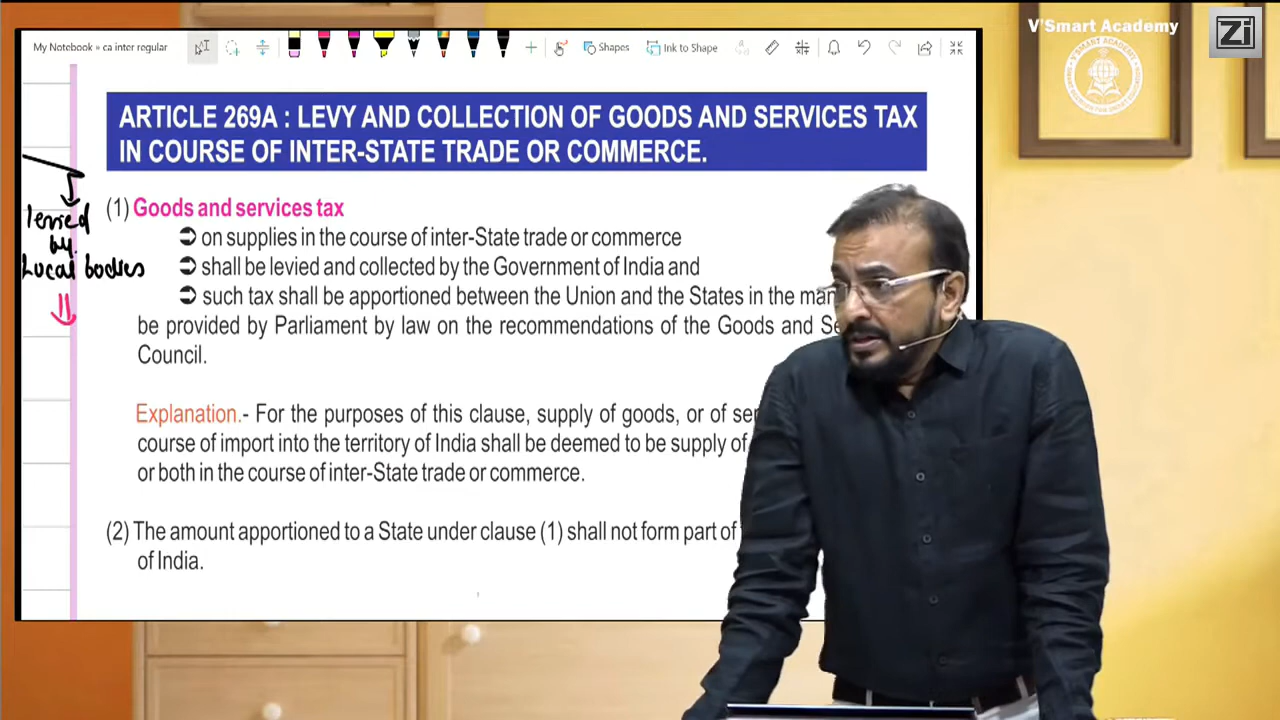 V'Smart Academy
Zi
My Notebook » ca inter regular
Shapes
Ink to Shape
ARTICLE 269A : LEVY AND COLLECTION OF GOODS AND SERVICES TAX
IN COURSE OF INTER-STATE TRADE OR COMMERCE.
levied
by
Local bodies
(1) Goods and services tax
➲ on supplies in the course of inter-State trade or commerce
➲ shall be levied and collected by the Government of India and
➲ such tax shall be apportioned between the Union and the States in the
be provided by Parliament by law on the recommendations of the Goods and
Council.
Explanation.- For the purposes of this clause, supply of goods, or of
course of import into the territory of India shall be deemed to be supply of
or both in the course of inter-State trade or commerce.
(2) The amount apportioned to a State under clause (1) shall not form part of
of India.